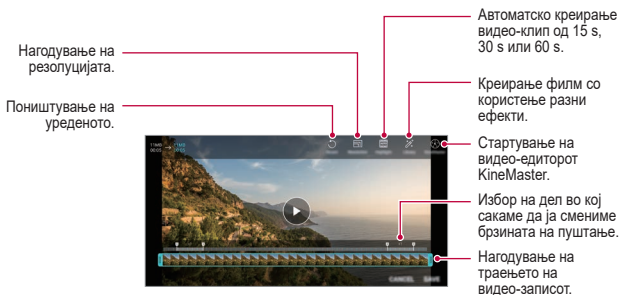 Автоматско креирање
видео-клип од 15 s,
30 s или 60 s.
Нагодување на
резолуцијата.
Креирање филм со
користење разни
ефекти.
Поништување на
уреденото.
Стартување на
видео-едиторот
KineMaster.
Избор на дел во кој
сакаме да ја смениме
брзината на пуштање.
Нагодување на
траењето на
видео-записот.
CANCEL SAVE